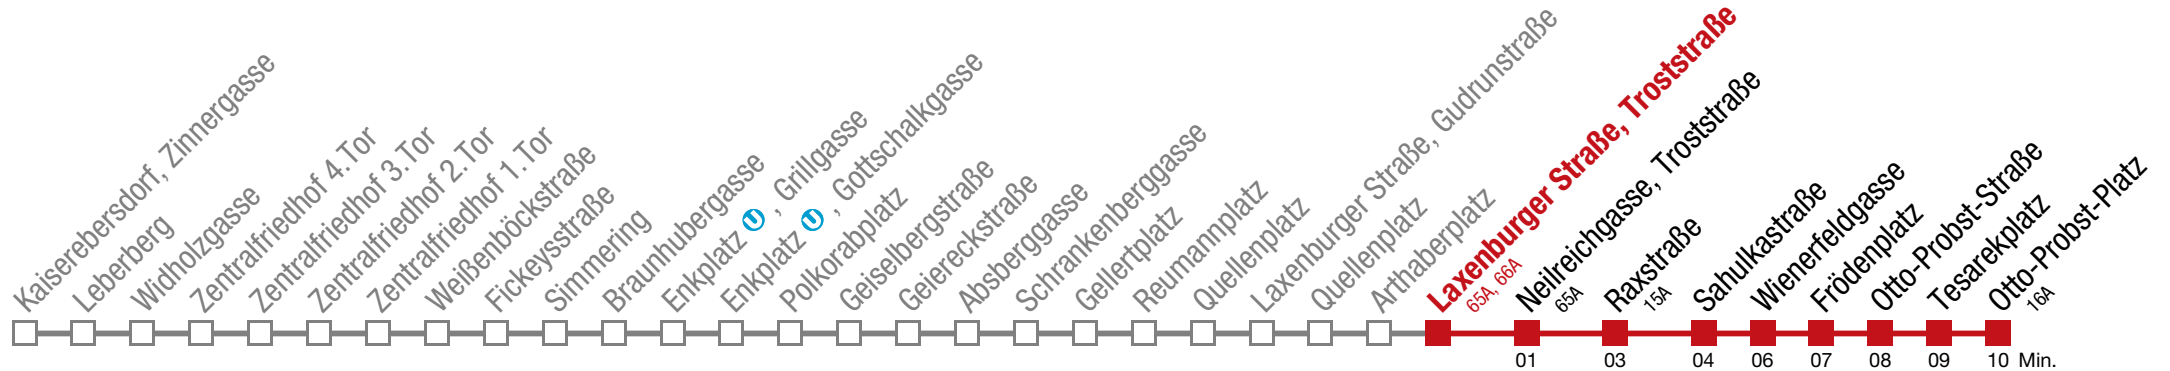 Kaiserebersdorf, Zinnergasse
Leberberg
Widholzgasse
Zentralfriedhof 4.Tor
Zentralfriedhof 3.Tor
Zentralfriedhof 2.Tor
Zentralfriedhof 1.Tor
Weißenböckstraße
Fickeysstraße
Simmering
Braunhubergasse
Enkplatz U, Grillgasse
Enkplatz U, Gottschalkgasse
Polkorabplatz
Geiselbergstraße
Geiereckstraße
Absberggasse
Schrankenberggasse
Gellertplatz
Reumannplatz
Quellenplatz
Laxenburger Straße, Gudrunstraße
Quellenplatz
Arthaberplatz
Laxenburger Straße, Troststraße
65A, 66A
Neilreichgasse, Troststraße
65A
Raxstraße
15A
Sahulkastraße
Wienerfeldgasse
Frödenplatz
Otto-Probst-Straße
Tesarekplatz
Otto-Probst-Platz
16A
01 03 04 06 07 08 09 10 Min.